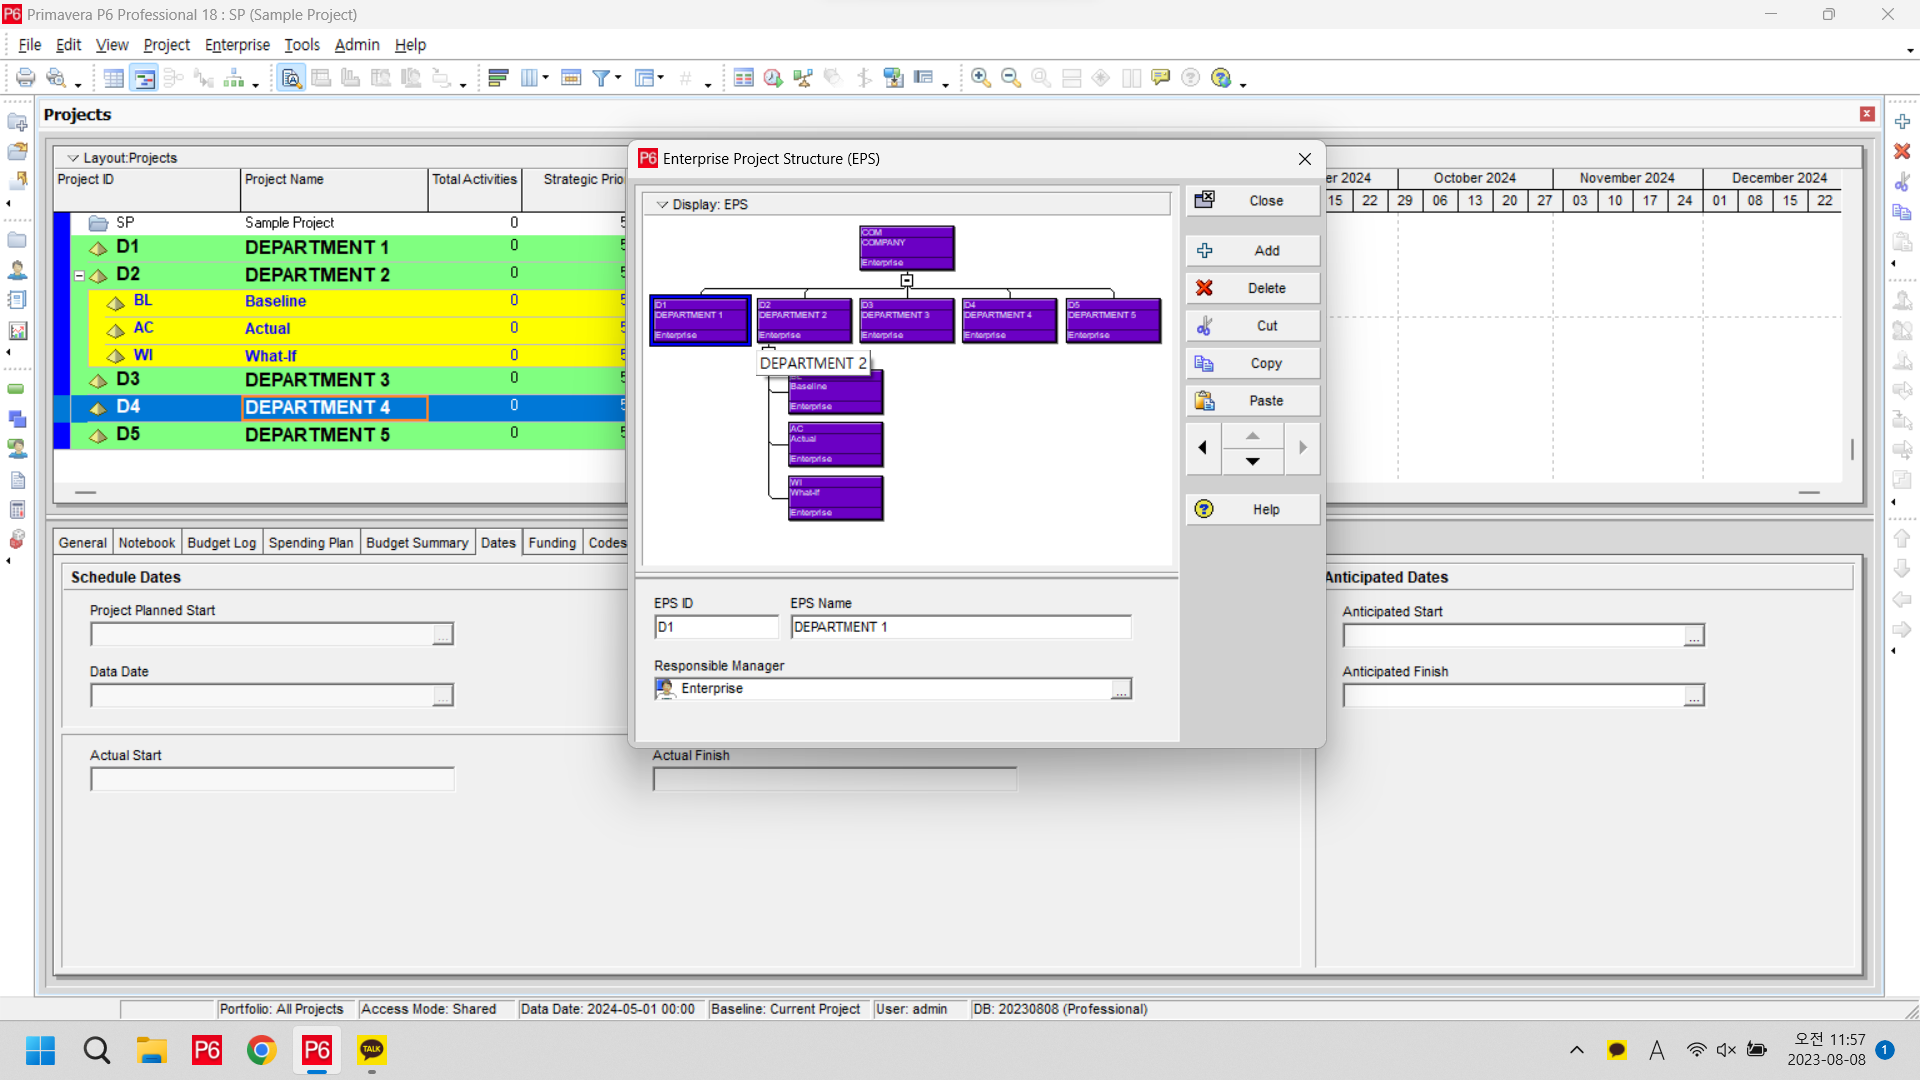 Primavera P6 Professional 18 : SP (Sample Project)
File Edit View Project Enterprise Tools Admin Help
Projects
Layout:Projects
Project ID Project Name Total Activities Strategic Prio
SP Sample Project 0 5
D1 DEPARTMENT 1 0 5
D2 DEPARTMENT 2 0 5
BL Baseline 0 5
AC Actual 0 5
WI What-If 0 5
D3 DEPARTMENT 3 0 5
D4 DEPARTMENT 4 0 5
D5 DEPARTMENT 5 0 5
er 2024 October 2024 November 2024 December 2024
15 22 29 06 13 20 27 03 10 17 24 01 08 15 22
P6 Enterprise Project Structure (EPS)
Display: EPS
COM
COMPANY
Enterprise
D1
DEPARTMENT 1
Enterprise
D2
DEPARTMENT 2
Enterprise
D3
DEPARTMENT 3
Enterprise
D4
DEPARTMENT 4
Enterprise
D5
DEPARTMENT 5
Enterprise
DEPARTMENT 2
Baseline
Enterprise
AC
Actual
Enterprise
WI
What-If
Enterprise
Close
Add
Delete
Cut
Copy
Paste
Help
EPS ID EPS Name
D1 DEPARTMENT 1
Responsible Manager
Enterprise
General Notebook Budget Log Spending Plan Budget Summary Dates Funding Codes
Schedule Dates
Project Planned Start
Data Date
Actual Start Actual Finish
Anticipated Dates
Anticipated Start
Anticipated Finish
Portfolio: All Projects Access Mode: Shared Data Date: 2024-05-01 00:00 Baseline: Current Project User: admin DB: 20230808 (Professional)
P6 P6 TALK
A
오전 11:57
2023-08-08
1